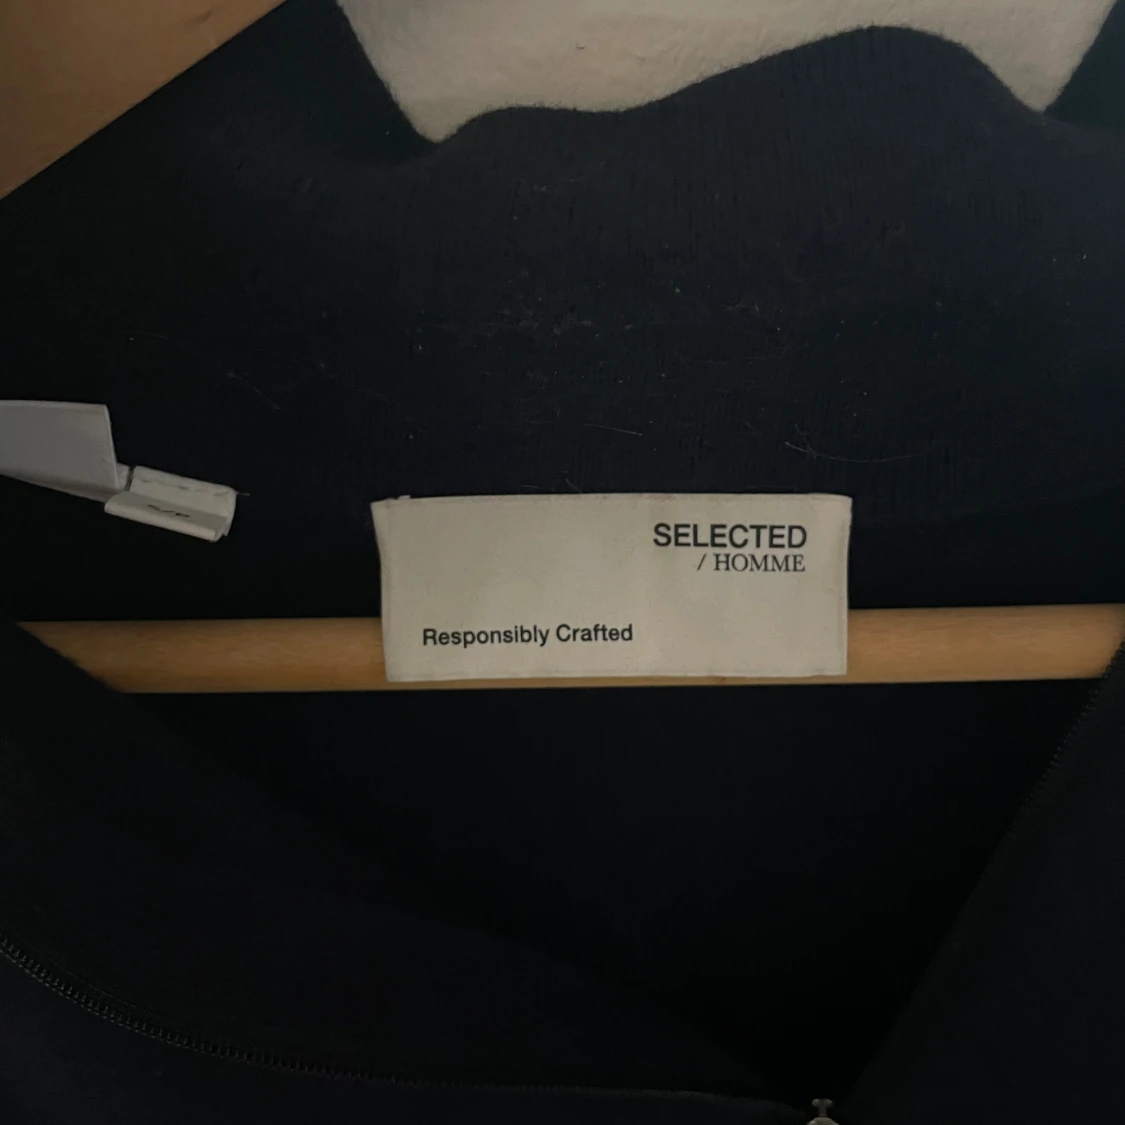 SELECTED
/ HOMME
Responsibly Crafted